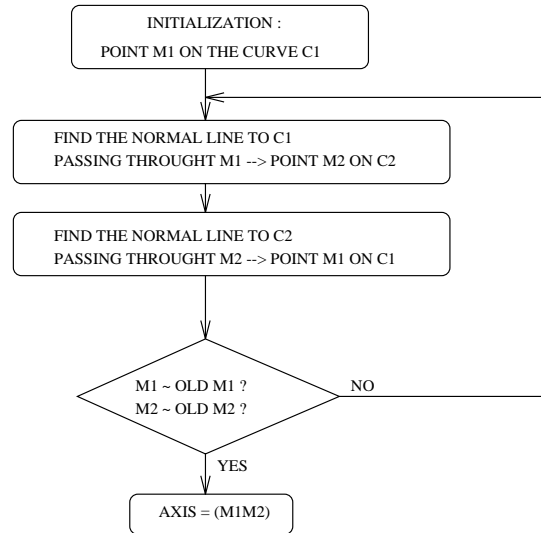 INITIALIZATION :
POINT M1 ON THE CURVE C1
FIND THE NORMAL LINE TO C1
PASSING THROUGHT M1 --> POINT M2 ON C2
FIND THE NORMAL LINE TO C2
PASSING THROUGHT M2 --> POINT M1 ON C1
M1 ~ OLD M1 ?
M2 ~ OLD M2 ?
NO
YES
AXIS = (M1M2)